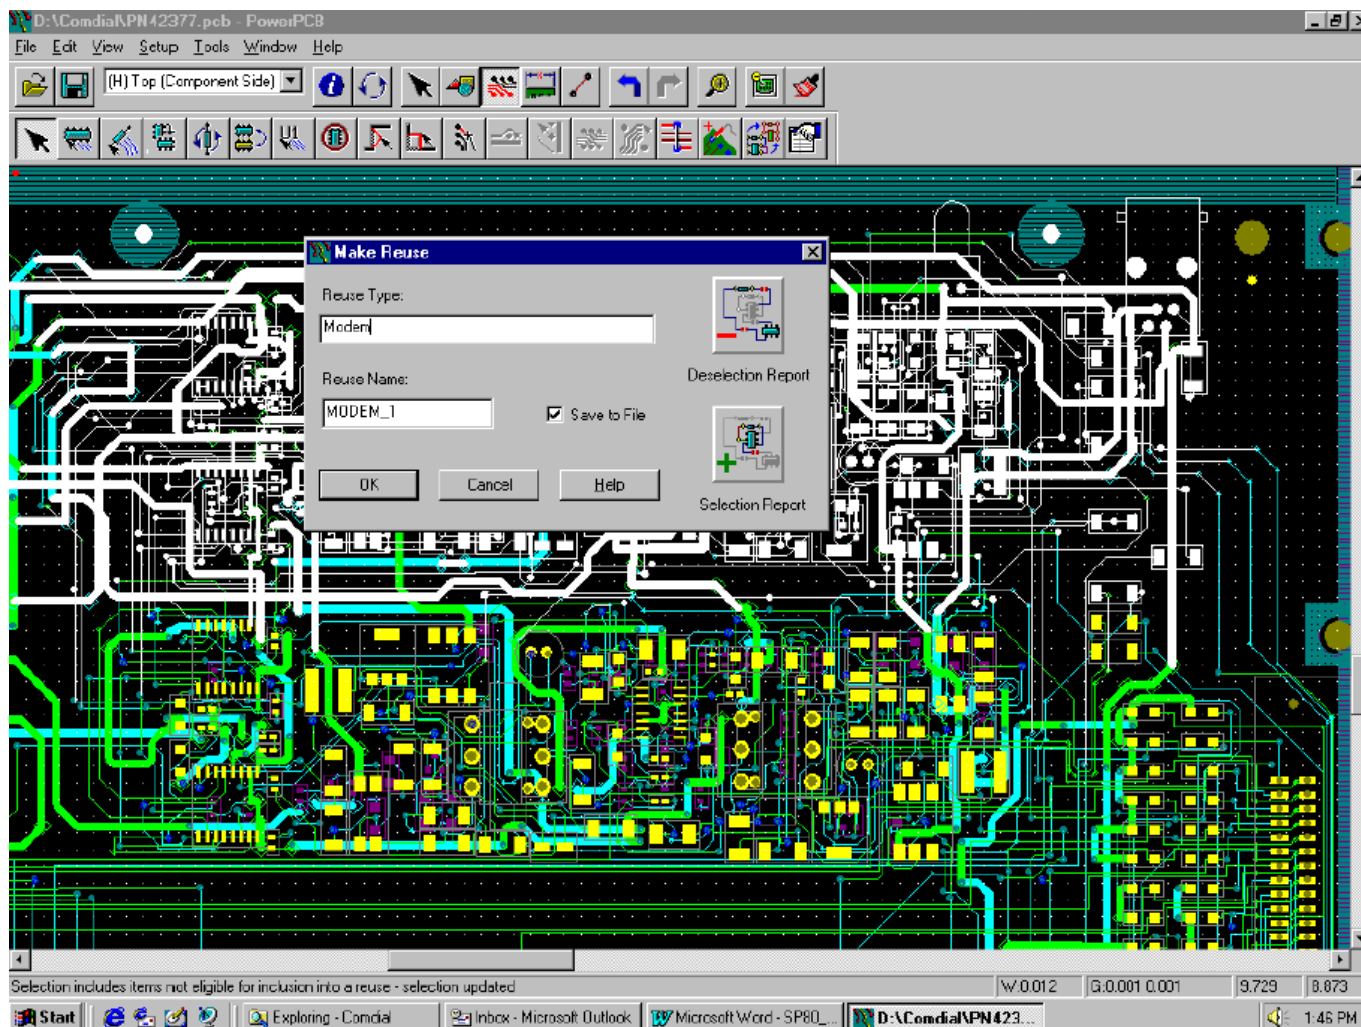 D:\Comdial\PN42377.pcb - PowerPCB
File Edit View Setup Tools Window Help
(H) Top (Component Side)
Make Reuse
Reuse Type:
Modem
Deselection Report
Reuse Name:
MODEM_1
Save to File
OK Cancel Help
Selection Report
Selection includes items not eligible for inclusion into a reuse - selection updated W:0.012 G:0.001 0.001 9.729 8.873
Start Exploring - Comdial Inbox - Microsoft Outlook Microsoft Word - SP80_... D:\Comdial\PN423... 1:46 PM